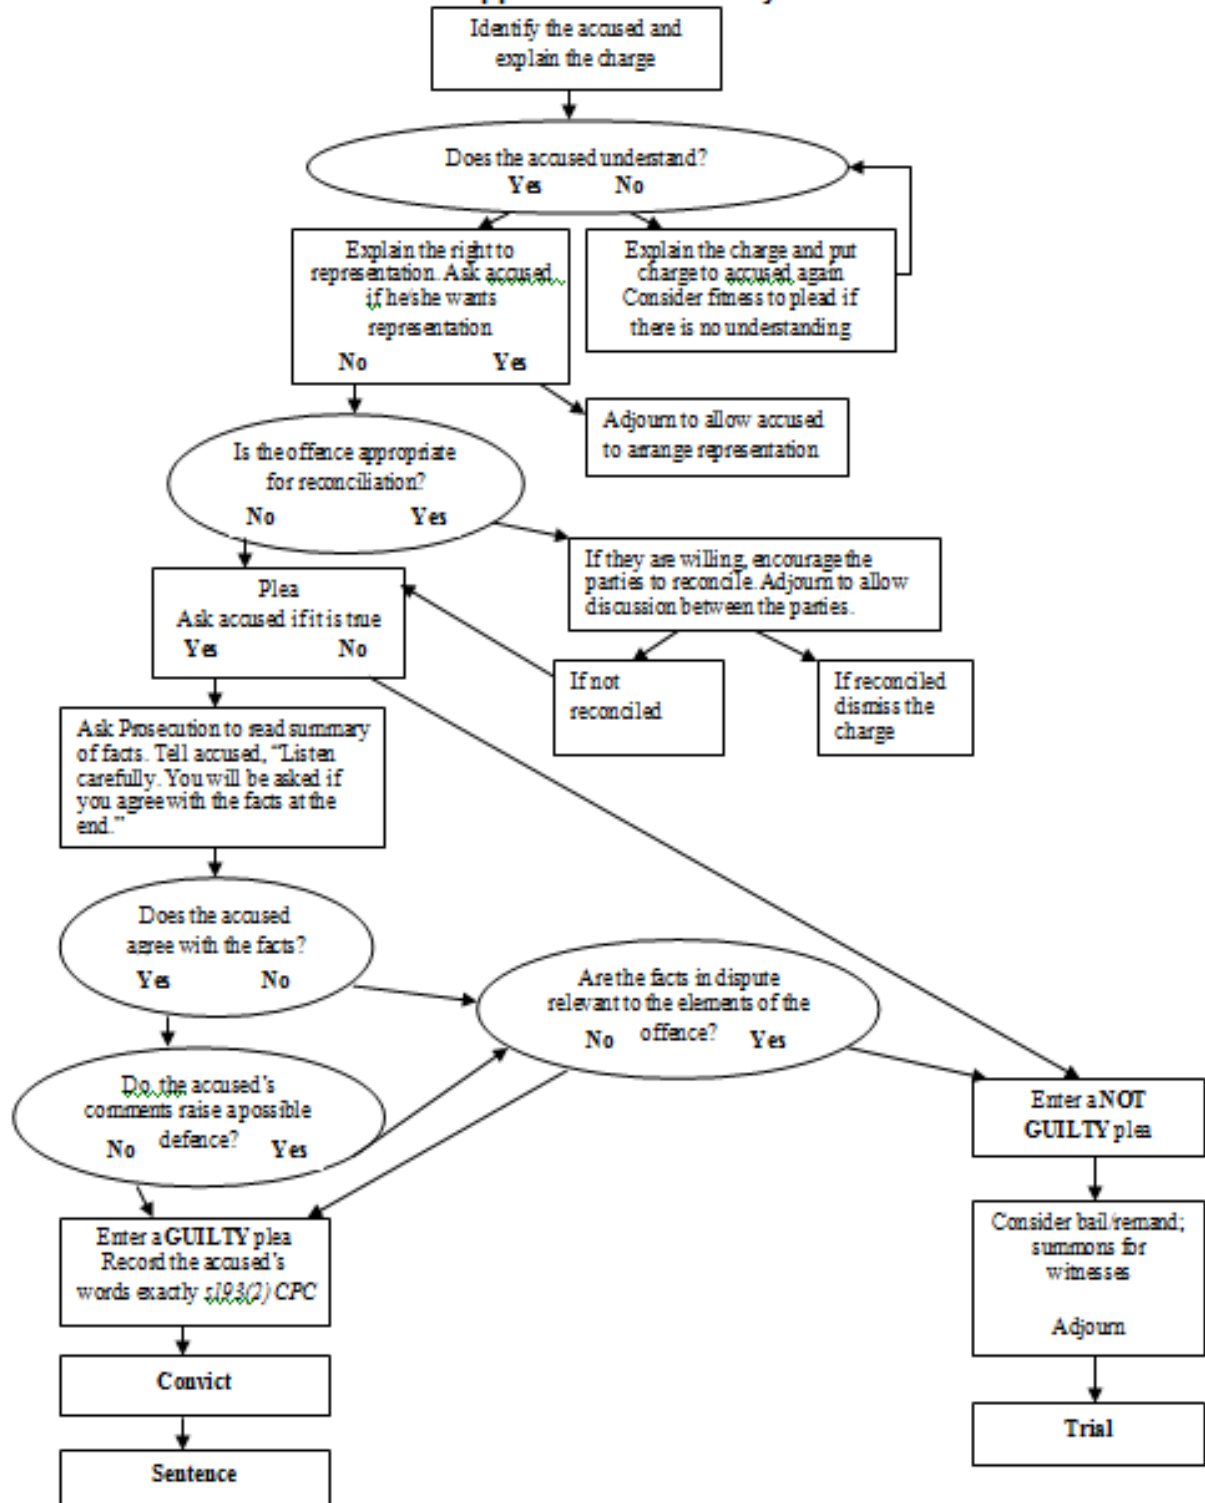 Identify the accused and
explain the charge
Does the accused understand?
Yes No
Explain the right to
representation. Ask accused
if he/she wants
representation
No Yes
Explain the charge and put
charge to accused again
Consider fitness to plead if
there is no understanding
Adjourn to allow accused
to arrange representation
Is the offence appropriate
for reconciliation?
No Yes
If they are willing, encourage the
parties to reconcile. Adjourn to allow
discussion between the parties.
Plea
Ask accused if it is true
Yes No
If not
reconciled
If reconciled
dismiss the
charge
Ask Prosecution to read summary
of facts. Tell accused, “Listen
carefully. You will be asked if
you agree with the facts at the
end.”
Does the accused
agree with the facts?
Yes No
Are the facts in dispute
relevant to the elements of the
offence?
No Yes
Do the accused’s
comments raise a possible
defence?
No Yes
Enter a NOT
GUILTY plea
Enter a GUILTY plea
Record the accused’s
words exactly s193(2) CPC
Consider bail/remand;
summons for
witnesses
Adjourn
Convict
Trial
Sentence